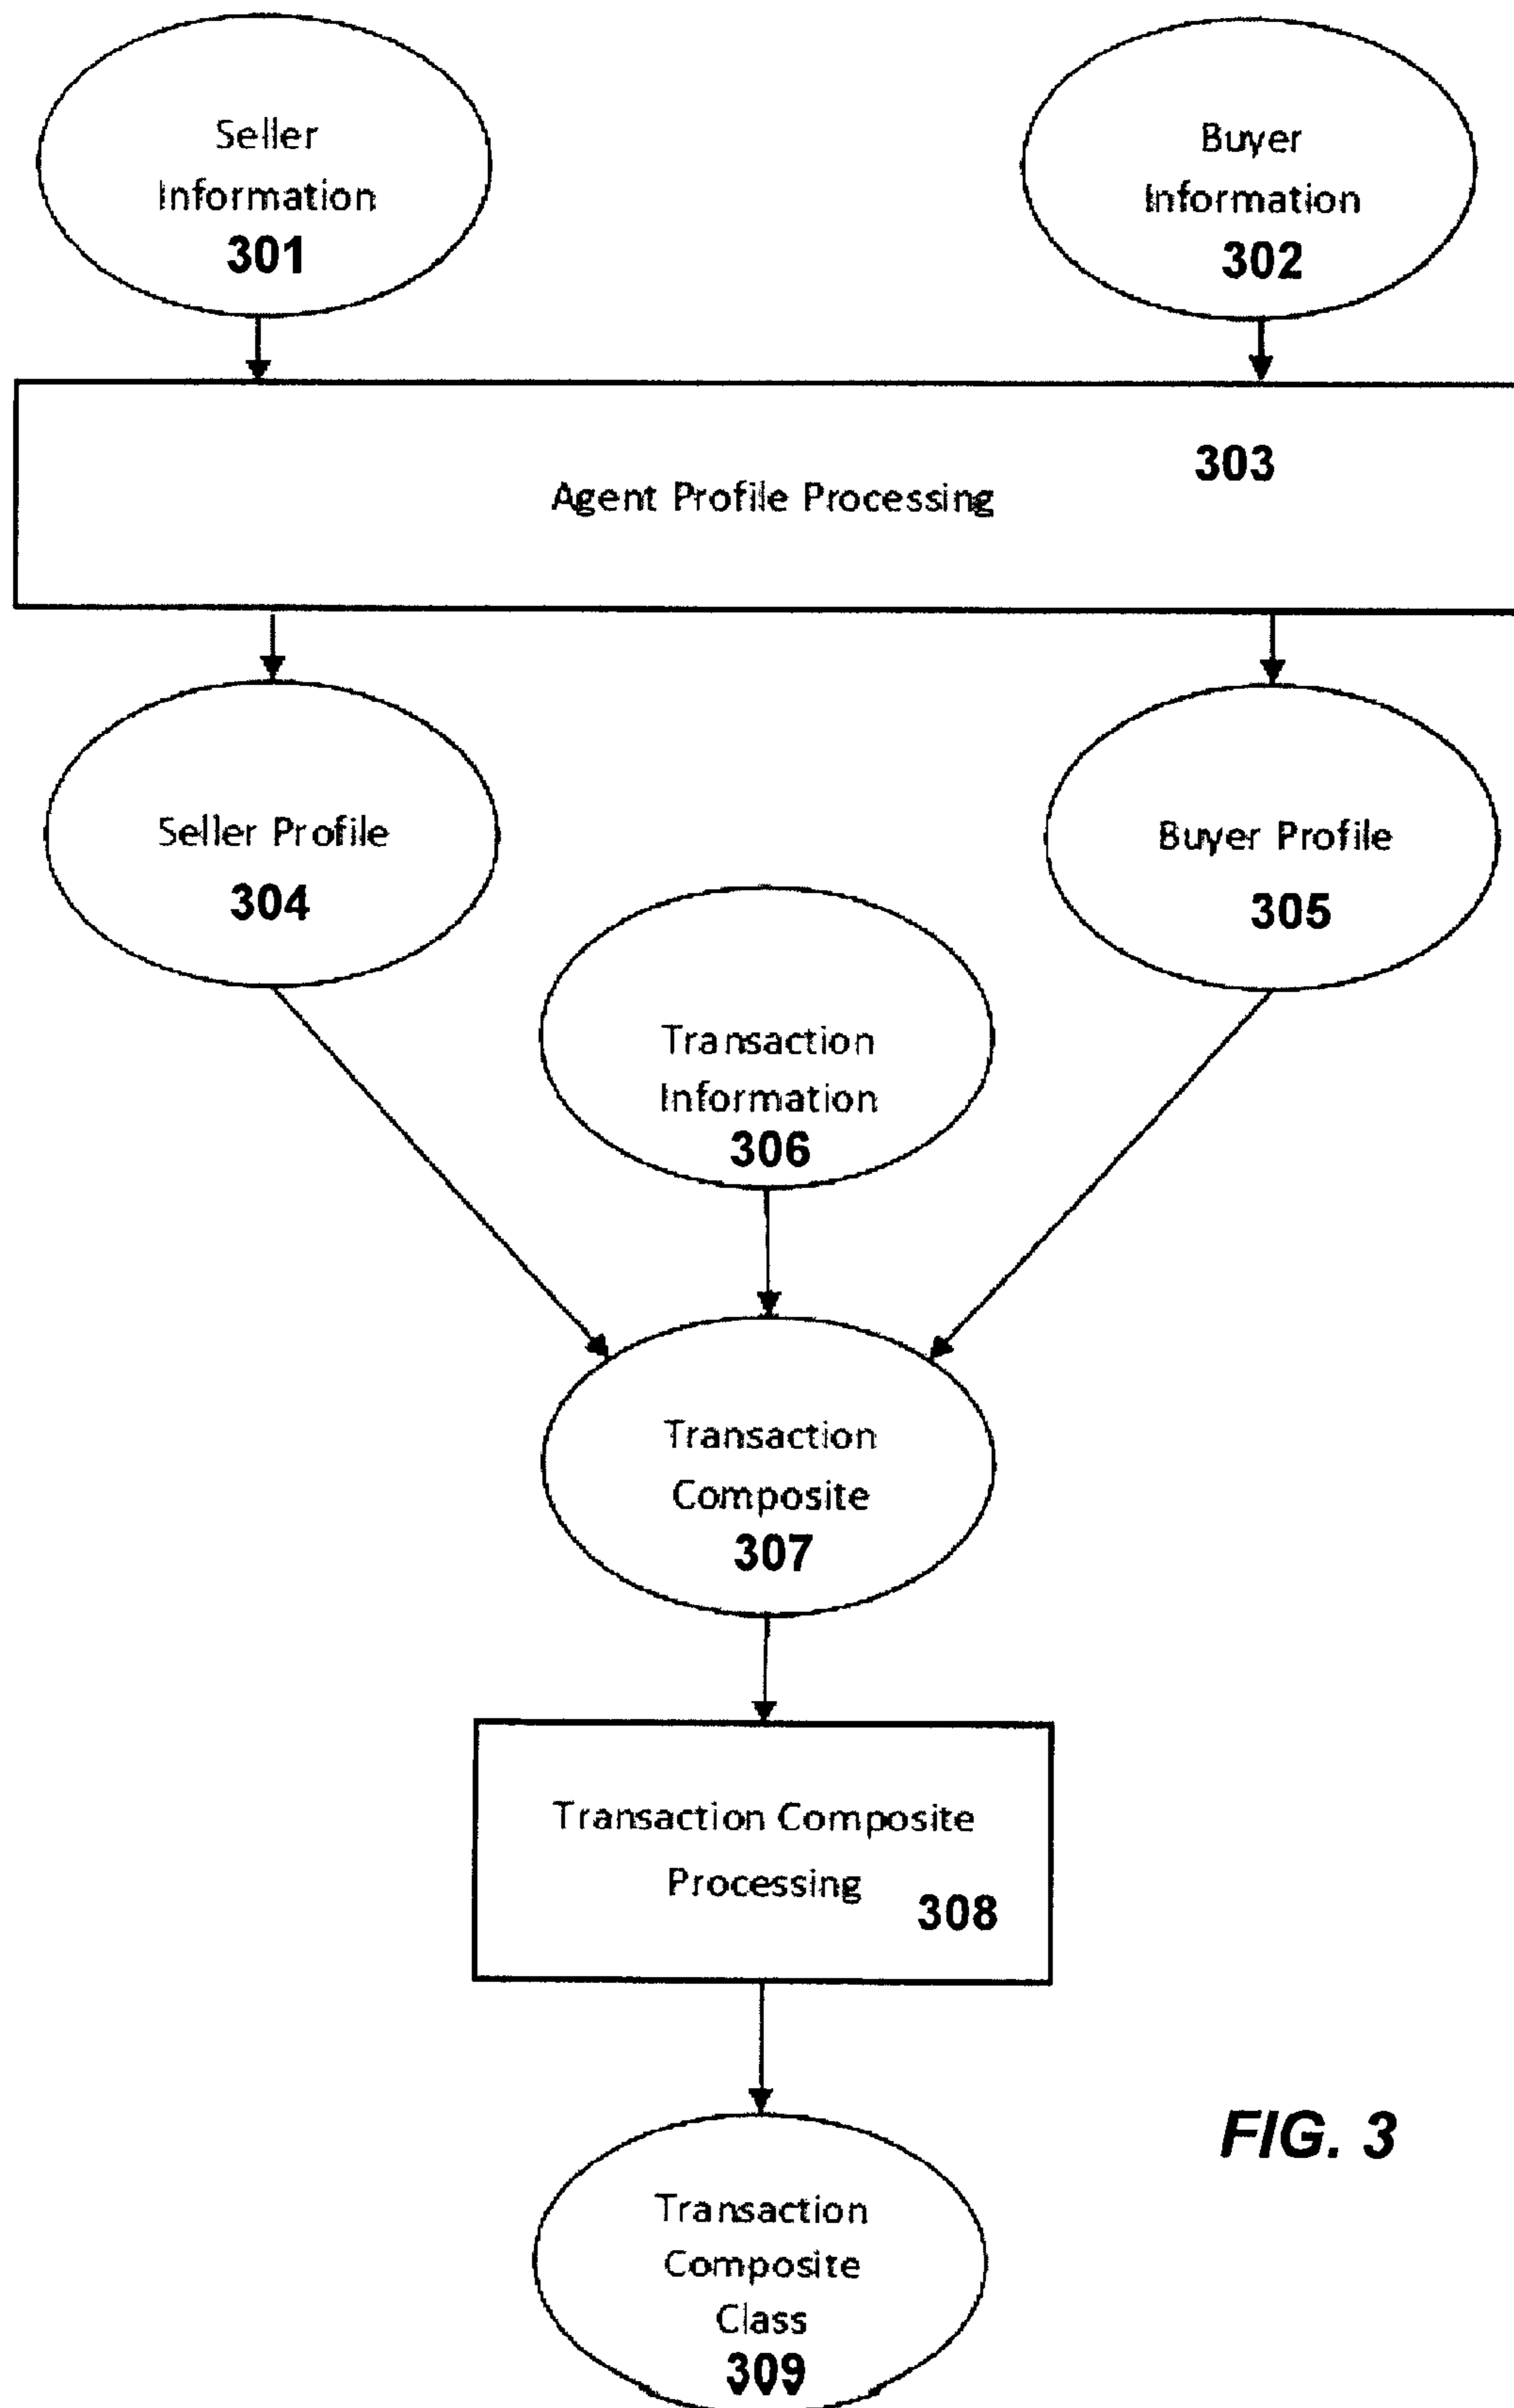 Seller
Information
301
Buyer
Information
302
303
Agent Profile Processing
Seller Profile
304
Buyer Profile
305
Transaction
Information
306
Transaction
Composite
307
Transaction Composite
Processing
308
Transaction
Composite
Class
309
FIG. 3